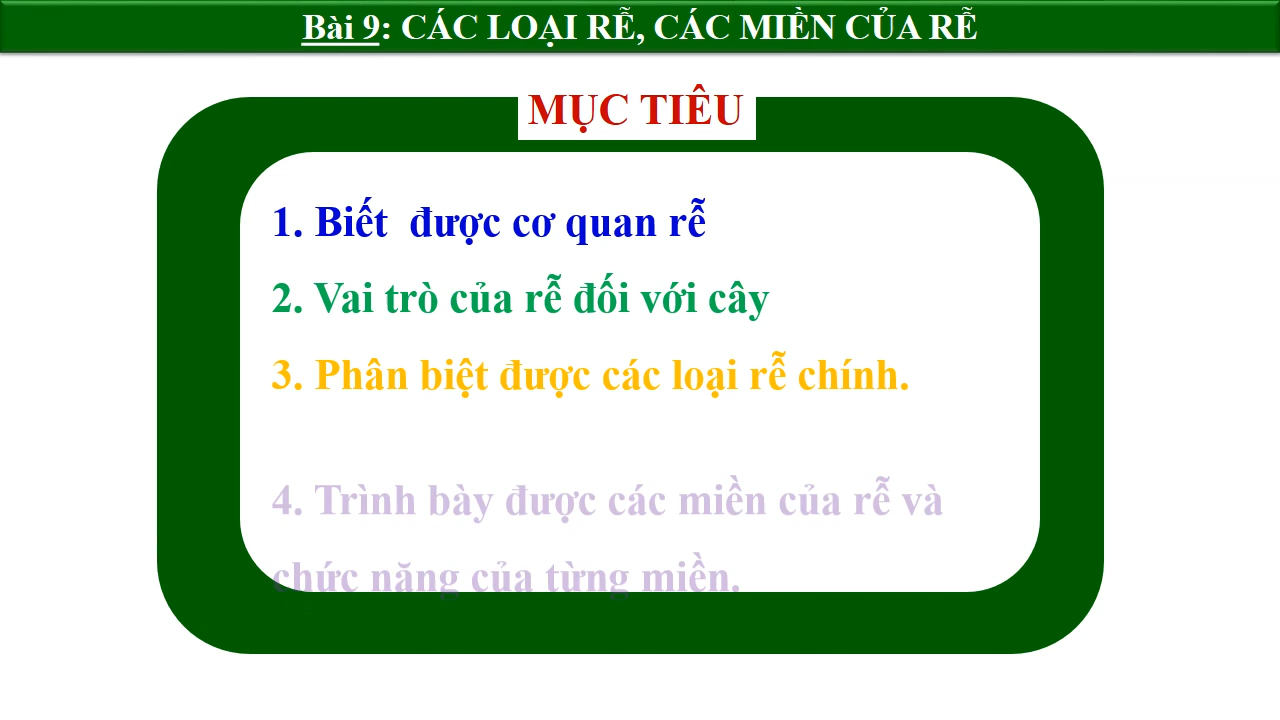 Bài 9: CÁC LOẠI RỄ, CÁC MIỀN CỦA RỄ
MỤC TIÊU
1. Biết được cơ quan rễ
2. Vai trò của rễ đối với cây
3. Phân biệt được các loại rễ chính.
4. Trình bày được các miền của rễ và
chức năng của từng miền.